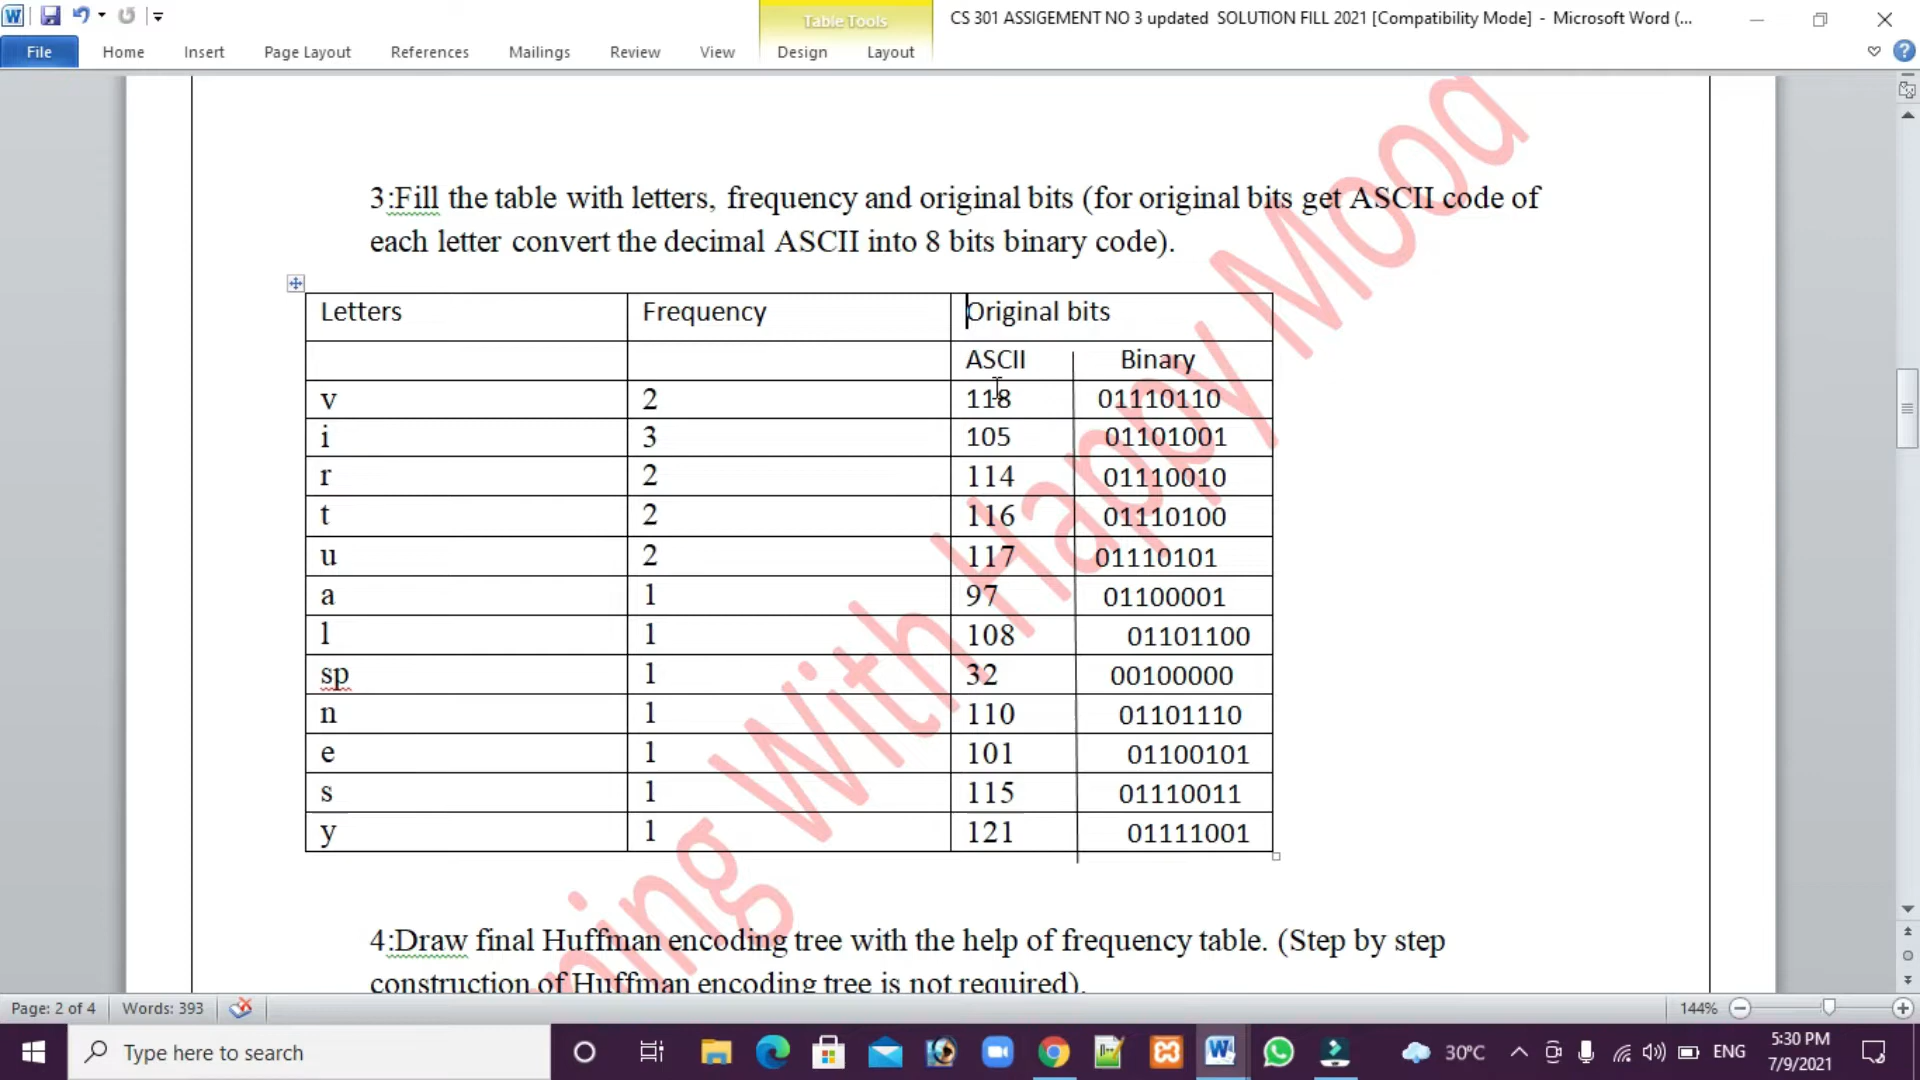 Table Tools
CS 301 ASSIGEMENT NO 3 updated SOLUTION FILL 2021 [Compatibility Mode] - Microsoft Word (...
File Home Insert Page Layout References Mailings Review View Design Layout
3:Fill the table with letters, frequency and original bits (for original bits get ASCII code of
each letter convert the decimal ASCII into 8 bits binary code).
Letters Frequency Original bits
ASCII Binary
v 2 118 01110110
i 3 105 01101001
r 2 114 01110010
t 2 116 01110100
u 2 117 01110101
a 1 97 01100001
l 1 108 01101100
sp 1 32 00100000
n 1 110 01101110
e 1 101 01100101
s 1 115 01110011
y 1 121 01111001
ning With Happy Mood
4:Draw final Huffman encoding tree with the help of frequency table. (Step by step
construction of Huffman encoding tree is not required).
Page: 2 of 4 Words: 393 144%
Type here to search 30°C ENG 5:30 PM
7/9/2021